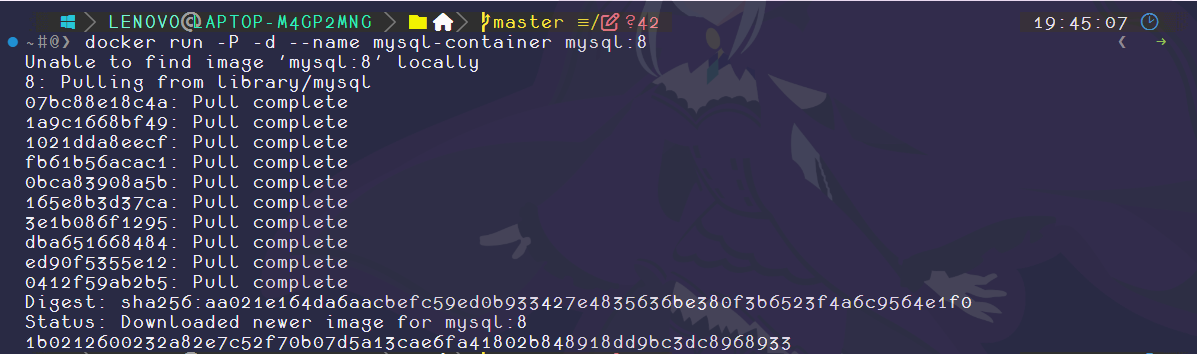 LENOVO@LAPTOP-M4GP2MNG master ≡/ ?42 19:45:07
~#@❯ docker run -P -d --name mysql-container mysql:8
Unable to find image 'mysql:8' locally
8: Pulling from library/mysql
07bc88e18c4a: Pull complete
1a9c1668bf49: Pull complete
1021dda8eecf: Pull complete
fb61b56acac1: Pull complete
0bca83908a5b: Pull complete
165e8b3d37ca: Pull complete
3e1b086f1295: Pull complete
dba651668484: Pull complete
ed90f5355e12: Pull complete
0412f59ab2b5: Pull complete
Digest: sha256:aa021e164da6aacbefc59ed0b933427e4835636be380f3b6523f4a6c9564e1f0
Status: Downloaded newer image for mysql:8
1b0212600232a82e7c52f70b07d5a13cae6fa41802b848918dd9bc3dc8968933